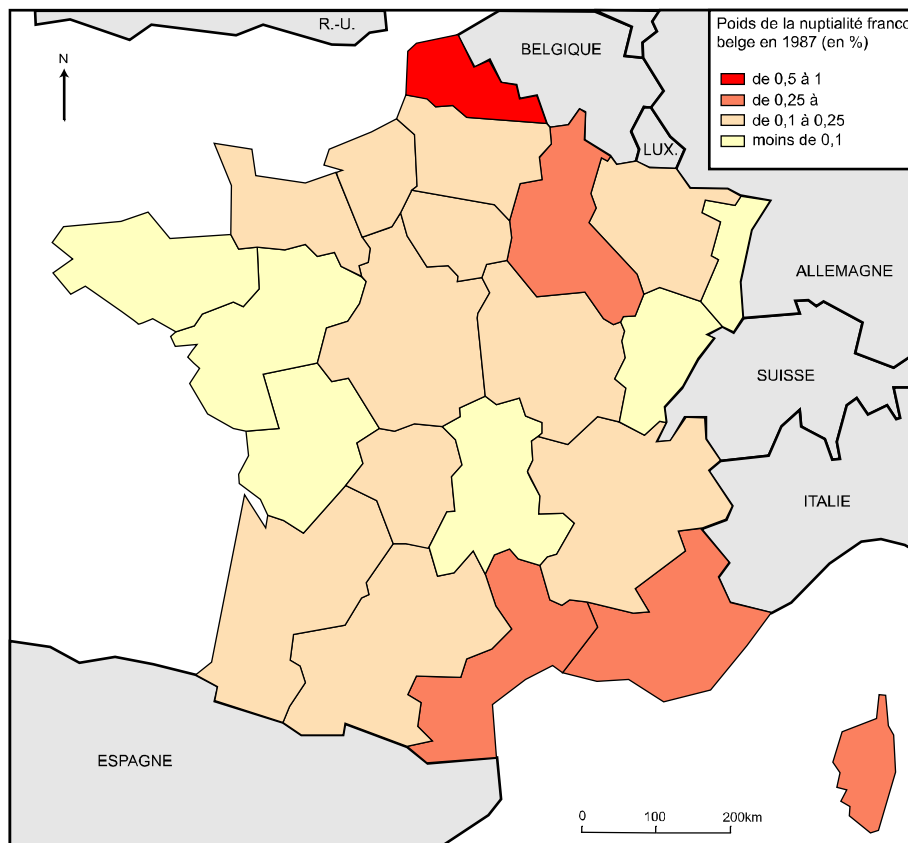 R.-U.
BELGIQUE
Poids de la nuptialité franco
belge en 1987 (en %)
N
de 0,5 à 1
de 0,25 à
de 0,1 à 0,25
moins de 0,1
LUX.
ALLEMAGNE
SUISSE
ITALIE
ESPAGNE
0 100 200km